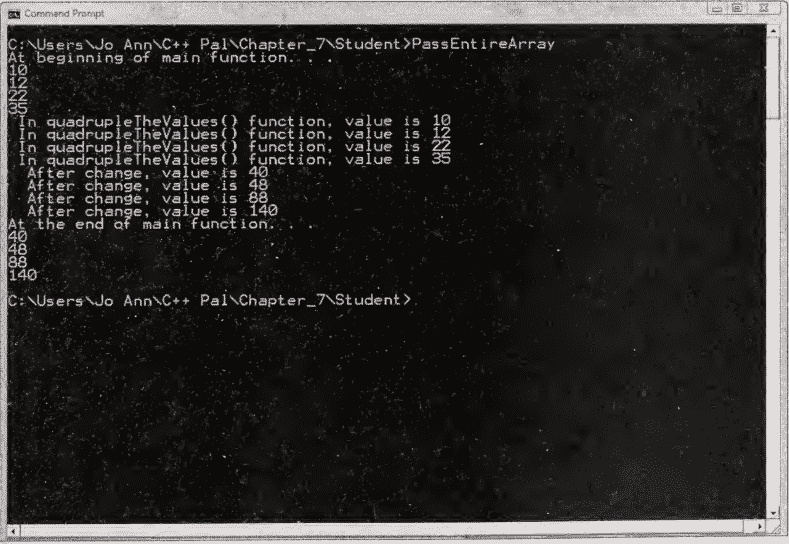 Command Prompt
C:\Users\Jo Ann\C++ Pal\Chapter_7\Student>PassEntireArray
At beginning of main function. . .
10
12
22
35
In quadrupleTheValues() function, value is 10
In quadrupleTheValues() function, value is 12
In quadrupleTheValues() function, value is 22
In quadrupleTheValues() function, value is 35
After change, value is 40
After change, value is 48
After change, value is 88
After change, value is 140
At the end of main function. . .
40
48
88
140
C:\Users\Jo Ann\C++ Pal\Chapter_7\Student>